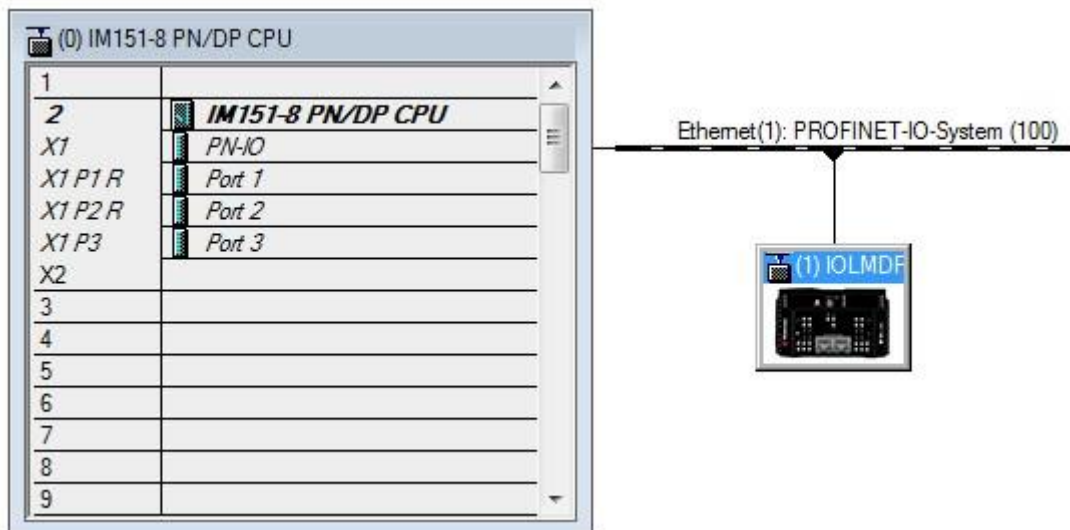 (0) IM151-8 PN/DP CPU
1
2 IM151-8 PN/DP CPU
X1 PN-IO
X1 P1 R Port 1
X1 P2 R Port 2
X1 P3 Port 3
X2
3
4
5
6
7
8
9
Ethernet(1): PROFINET-IO-System (100)
(1) IOLMDF